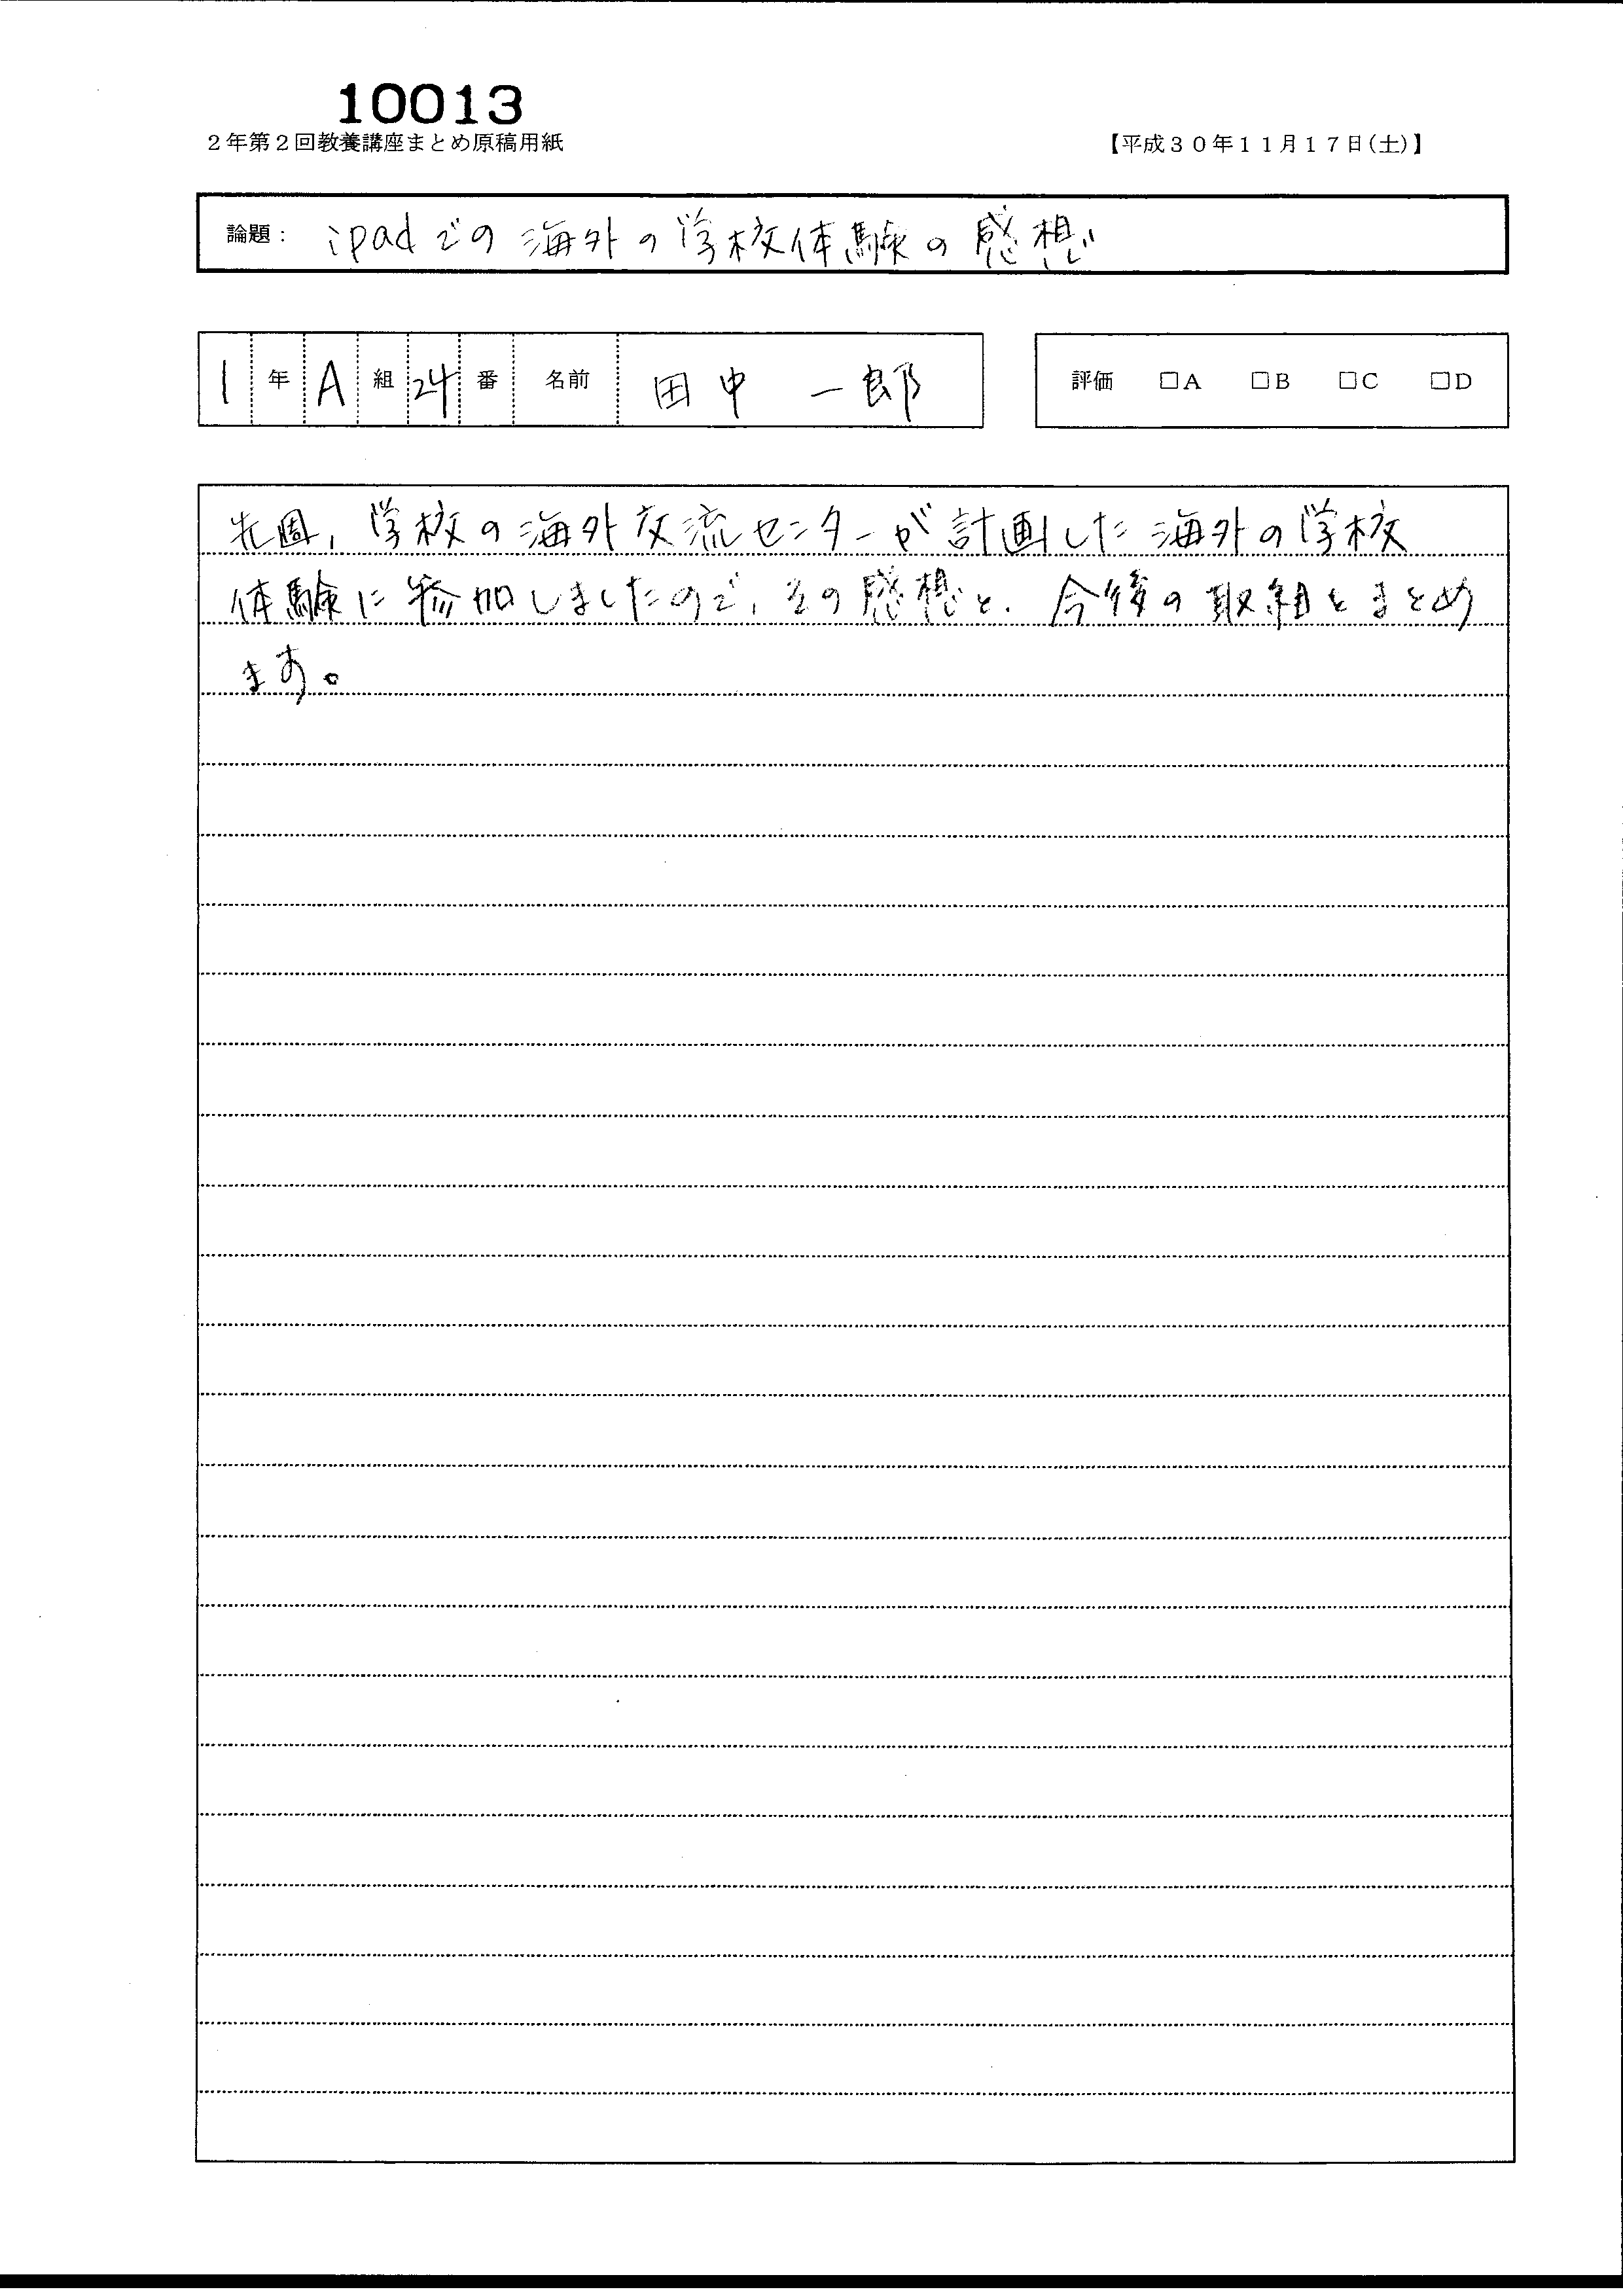 10013
2年第2回教養講座まとめ原稿用紙
【平成30年11月17日(土)】
論題: ipadでの海外の学校体験の感想
1 年 A 組 24 番 名前 田中 一郎
評価 □A □B □C □D
先週、学校の海外交流センターが計画した海外の学校
体験に参加しましたので、その感想と、今後の取組をまとめ
ます。